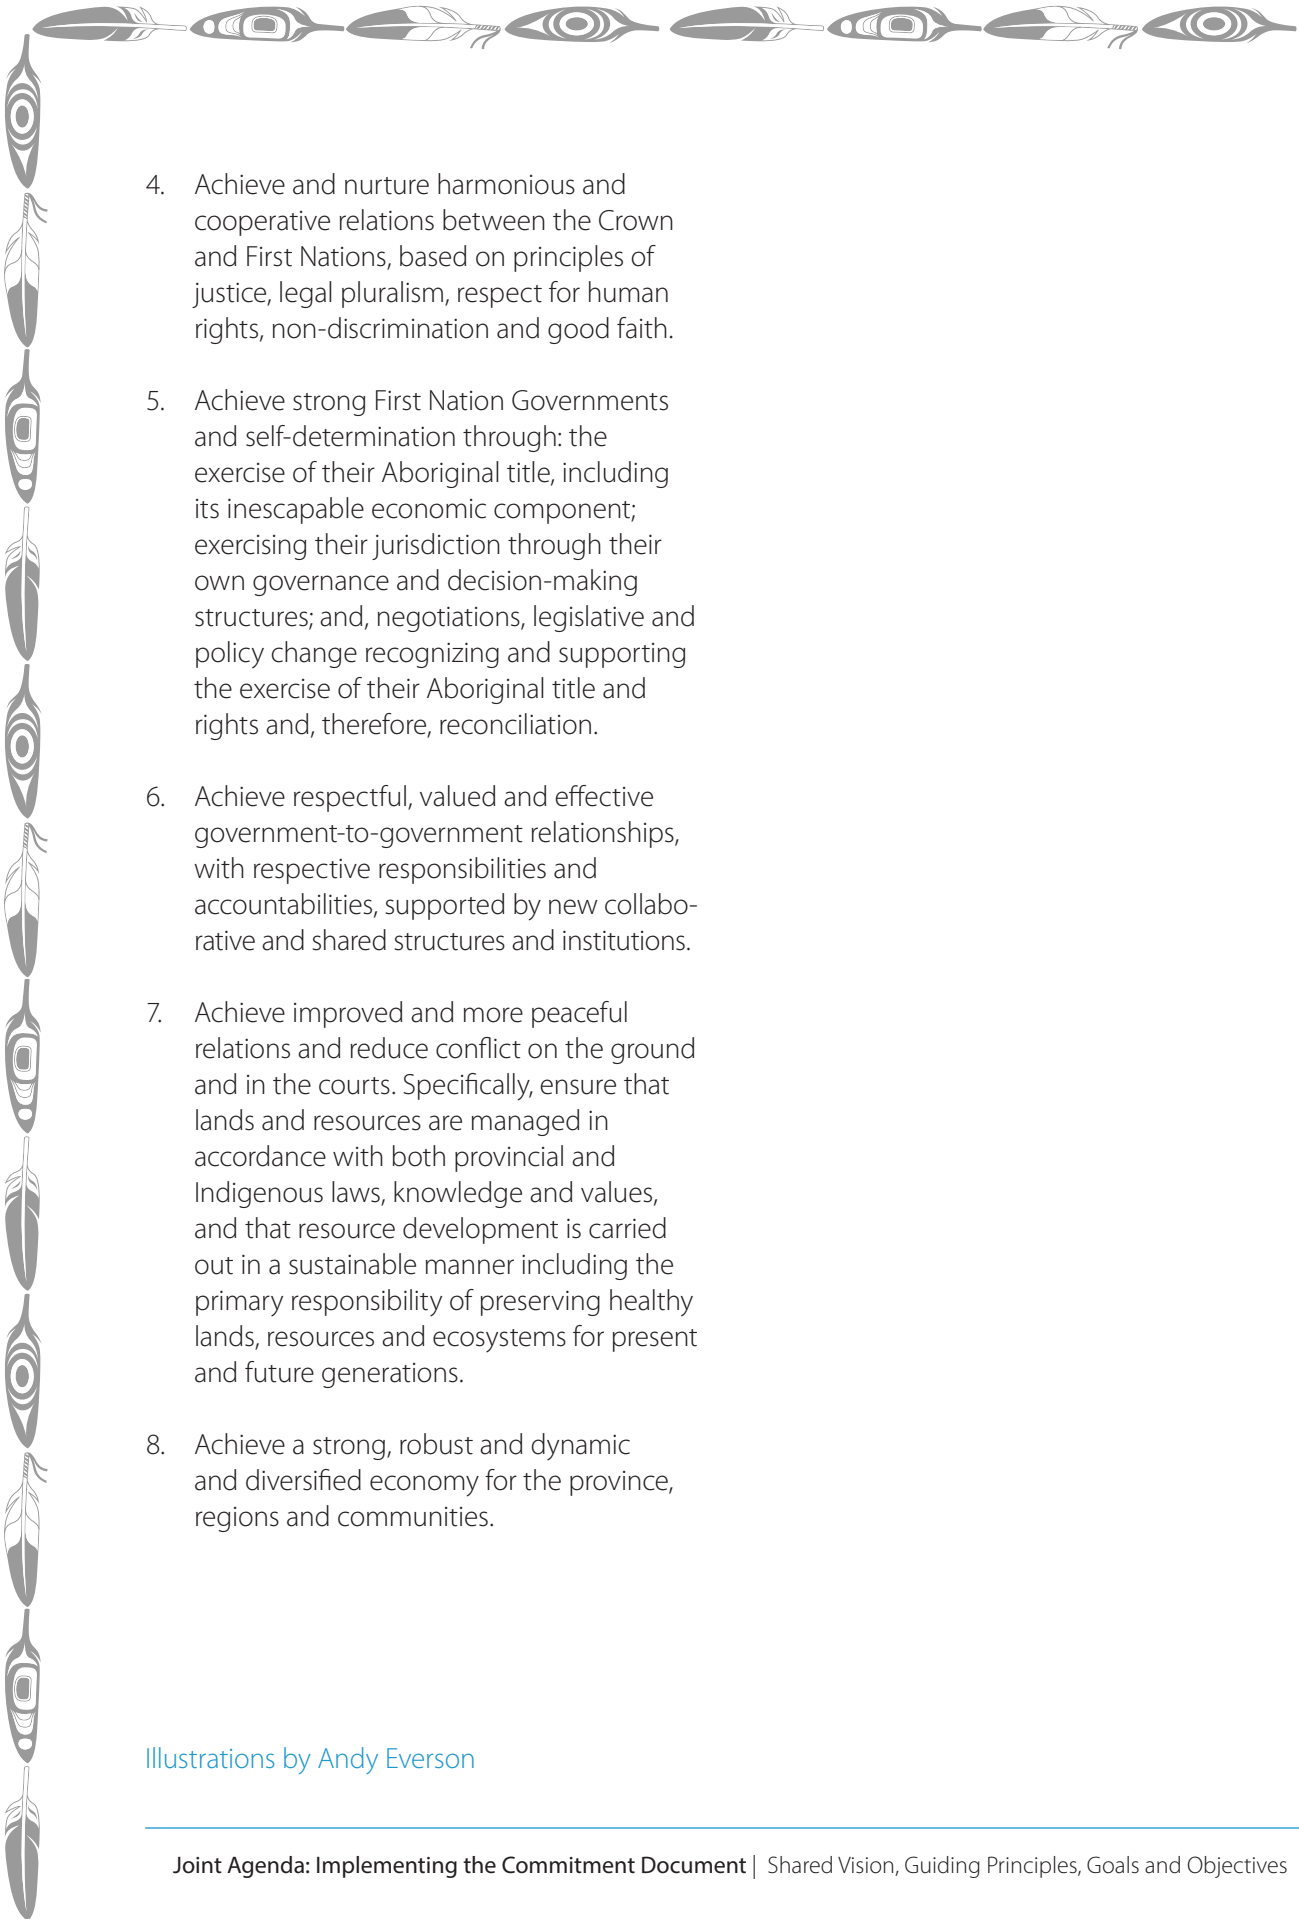 4. Achieve and nurture harmonious and
cooperative relations between the Crown
and First Nations, based on principles of
justice, legal pluralism, respect for human
rights, non-discrimination and good faith.
5. Achieve strong First Nation Governments
and self-determination through: the
exercise of their Aboriginal title, including
its inescapable economic component;
exercising their jurisdiction through their
own governance and decision-making
structures; and, negotiations, legislative and
policy change recognizing and supporting
the exercise of their Aboriginal title and
rights and, therefore, reconciliation.
6. Achieve respectful, valued and effective
government-to-government relationships,
with respective responsibilities and
accountabilities, supported by new collabo-
rative and shared structures and institutions.
7. Achieve improved and more peaceful
relations and reduce conflict on the ground
and in the courts. Specifically, ensure that
lands and resources are managed in
accordance with both provincial and
Indigenous laws, knowledge and values,
and that resource development is carried
out in a sustainable manner including the
primary responsibility of preserving healthy
lands, resources and ecosystems for present
and future generations.
8. Achieve a strong, robust and dynamic
and diversified economy for the province,
regions and communities.
Illustrations by Andy Everson
Joint Agenda: Implementing the Commitment Document | Shared Vision, Guiding Principles, Goals and Objectives